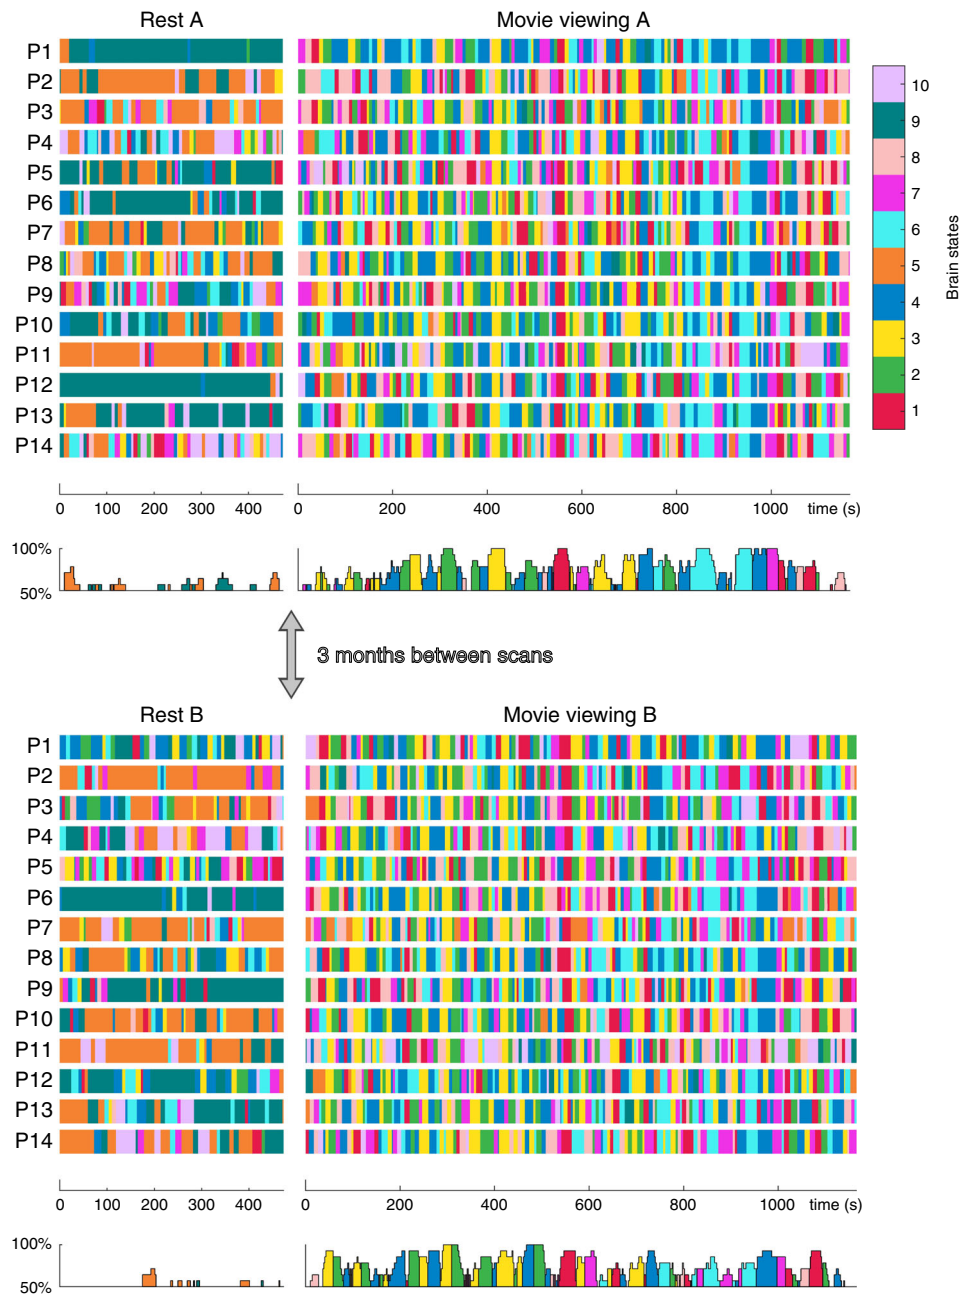 Rest A
Movie viewing A
P1
P2
P3
P4
P5
P6
P7
P8
P9
P10
P11
P12
P13
P14
10
9
8
7
6
5
4
3
2
1
Brain states
0 100 200 300 400
0 200 400 600 800 1000 time (s)
100%
50%
3 months between scans
Rest B
Movie viewing B
P1
P2
P3
P4
P5
P6
P7
P8
P9
P10
P11
P12
P13
P14
0 100 200 300 400
0 200 400 600 800 1000 time (s)
100%
50%